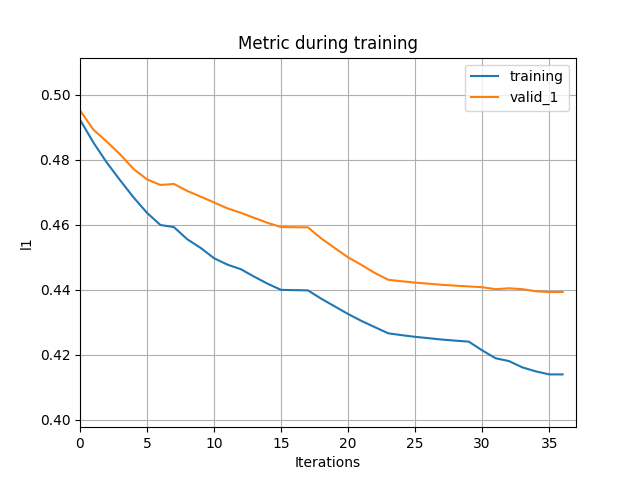 Metric during training
training
valid_1
0.50
0.48
0.46
0.44
0.42
0.40
l1
0 5 10 15 20 25 30 35
Iterations